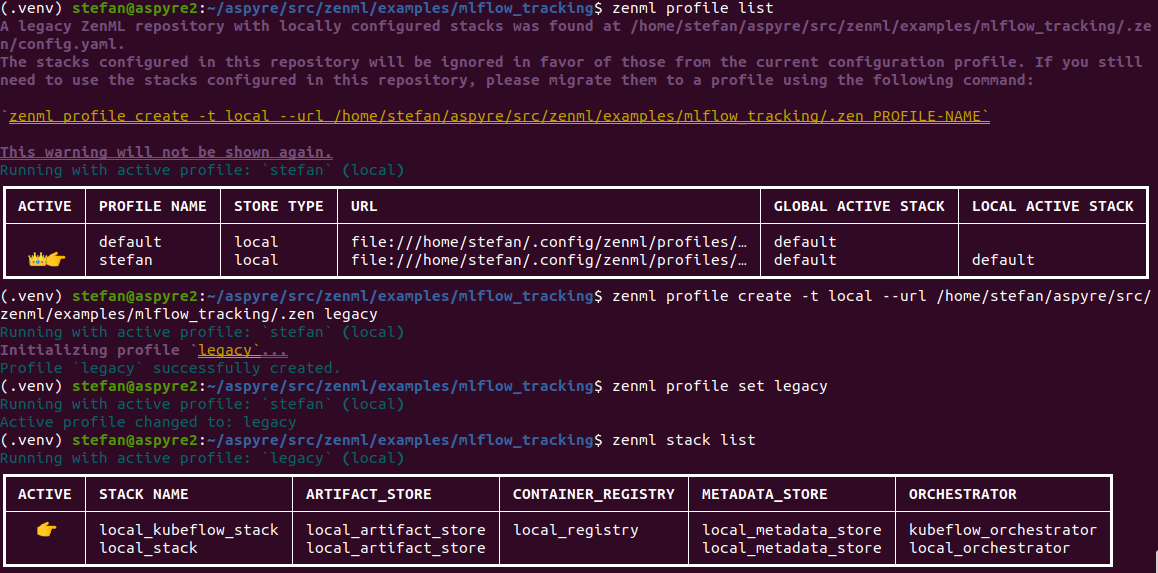 (.venv) stefan@aspyre2:~/aspyre/src/zenml/examples/mlflow_tracking$ zenml profile list
A legacy ZenML repository with locally configured stacks was found at /home/stefan/aspyre/src/zenml/examples/mlflow_tracking/.ze
n/config.yaml.
The stacks configured in this repository will be ignored in favor of those from the current configuration profile. If you still
need to use the stacks configured in this repository, please migrate them to a profile using the following command:
`zenml profile create -t local --url /home/stefan/aspyre/src/zenml/examples/mlflow_tracking/.zen PROFILE-NAME`
This warning will not be shown again.
Running with active profile: `stefan` (local)
ACTIVE PROFILE NAME STORE TYPE URL GLOBAL ACTIVE STACK LOCAL ACTIVE STACK
default local file:///home/stefan/.config/zenml/profiles/… default
👑👉 stefan local file:///home/stefan/.config/zenml/profiles/… default default
(.venv) stefan@aspyre2:~/aspyre/src/zenml/examples/mlflow_tracking$ zenml profile create -t local --url /home/stefan/aspyre/src/
zenml/examples/mlflow_tracking/.zen legacy
Running with active profile: `stefan` (local)
Initializing profile `legacy`...
Profile `legacy` successfully created.
(.venv) stefan@aspyre2:~/aspyre/src/zenml/examples/mlflow_tracking$ zenml profile set legacy
Running with active profile: `stefan` (local)
Active profile changed to: legacy
(.venv) stefan@aspyre2:~/aspyre/src/zenml/examples/mlflow_tracking$ zenml stack list
Running with active profile: `legacy` (local)
ACTIVE STACK NAME ARTIFACT_STORE CONTAINER_REGISTRY METADATA_STORE ORCHESTRATOR
👉 local_kubeflow_stack local_artifact_store local_registry local_metadata_store kubeflow_orchestrator
local_stack local_artifact_store local_metadata_store local_orchestrator